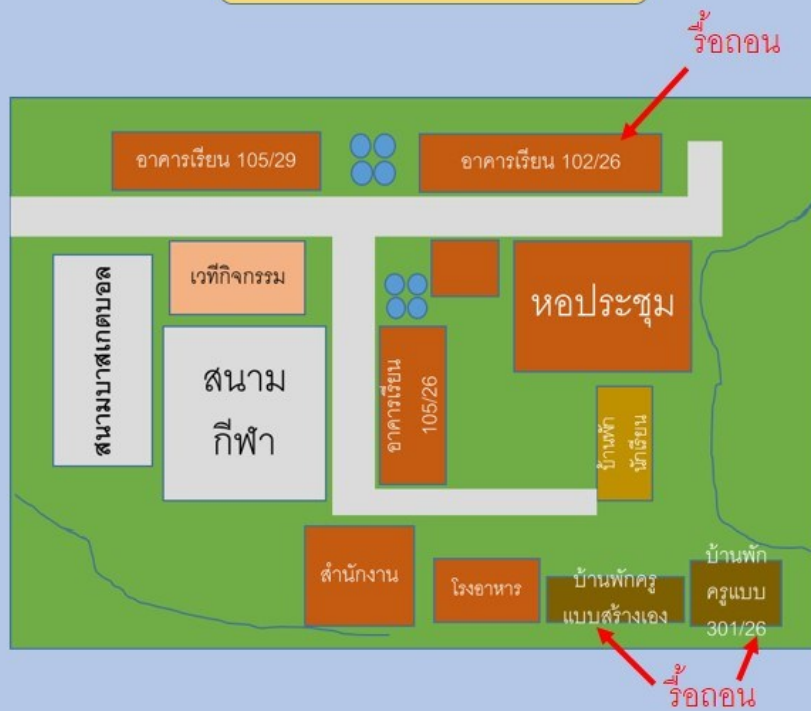 รื้อถอน
อาคารเรียน 105/29
อาคารเรียน 102/26
เวทีกิจกรรม
สนามบาสเกตบอล
สนาม
กีฬา
หอประชุม
อาคารเรียน
105/26
บ้านพัก
นักเรียน
สำนักงาน
โรงอาหาร
บ้านพักครู
แบบสร้างเอง
บ้านพัก
ครูแบบ
301/26
รื้อถอน